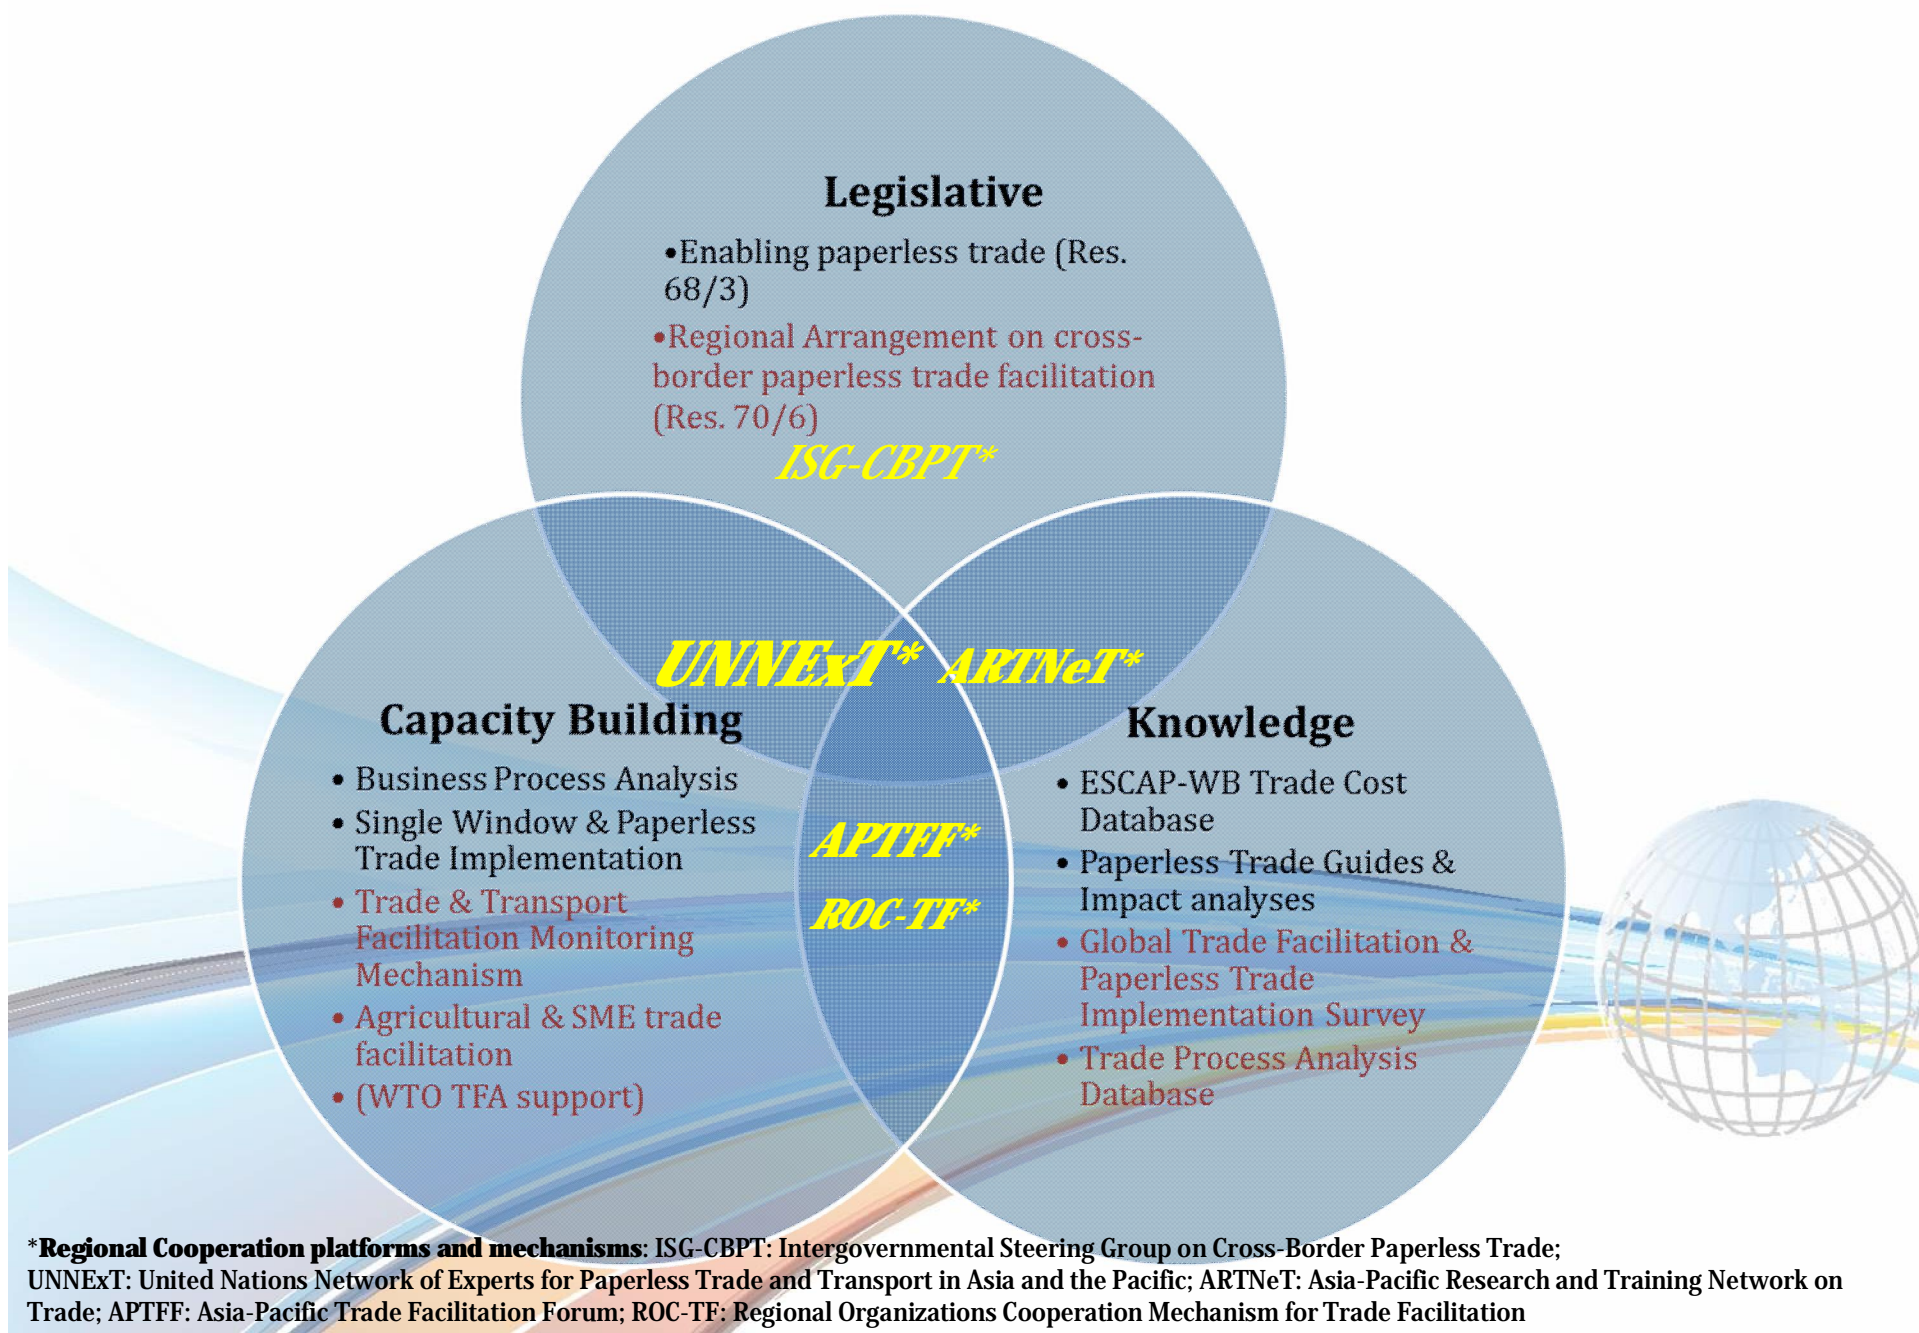 Legislative
•Enabling paperless trade (Res.
68/3)
•Regional Arrangement on cross-
border paperless trade facilitation
(Res. 70/6)
ISG-CBPT*
UNNExT* ARTNeT*
Capacity Building
• Business Process Analysis
• Single Window & Paperless
Trade Implementation
• Trade & Transport
Facilitation Monitoring
Mechanism
• Agricultural & SME trade
facilitation
• (WTO TFA support)
APTFF*
ROC-TF*
Knowledge
• ESCAP-WB Trade Cost
Database
• Paperless Trade Guides &
Impact analyses
• Global Trade Facilitation &
Paperless Trade
Implementation Survey
• Trade Process Analysis
Database
*Regional Cooperation platforms and mechanisms: ISG-CBPT: Intergovernmental Steering Group on Cross-Border Paperless Trade;
UNNExT: United Nations Network of Experts for Paperless Trade and Transport in Asia and the Pacific; ARTNeT: Asia-Pacific Research and Training Network on
Trade; APTFF: Asia-Pacific Trade Facilitation Forum; ROC-TF: Regional Organizations Cooperation Mechanism for Trade Facilitation